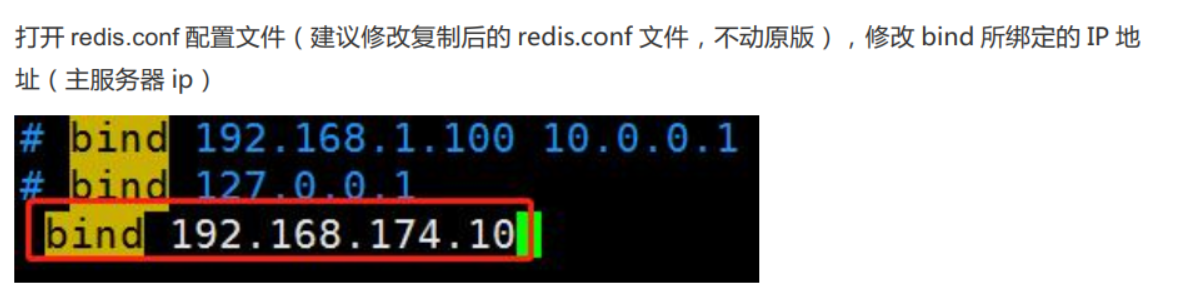 打开 redis.conf 配置文件（建议修改复制后的 redis.conf 文件，不动原版），修改 bind 所绑定的 IP 地
址（主服务器 ip）
# bind 192.168.1.100 10.0.0.1
# bind 127.0.0.1
bind 192.168.174.10